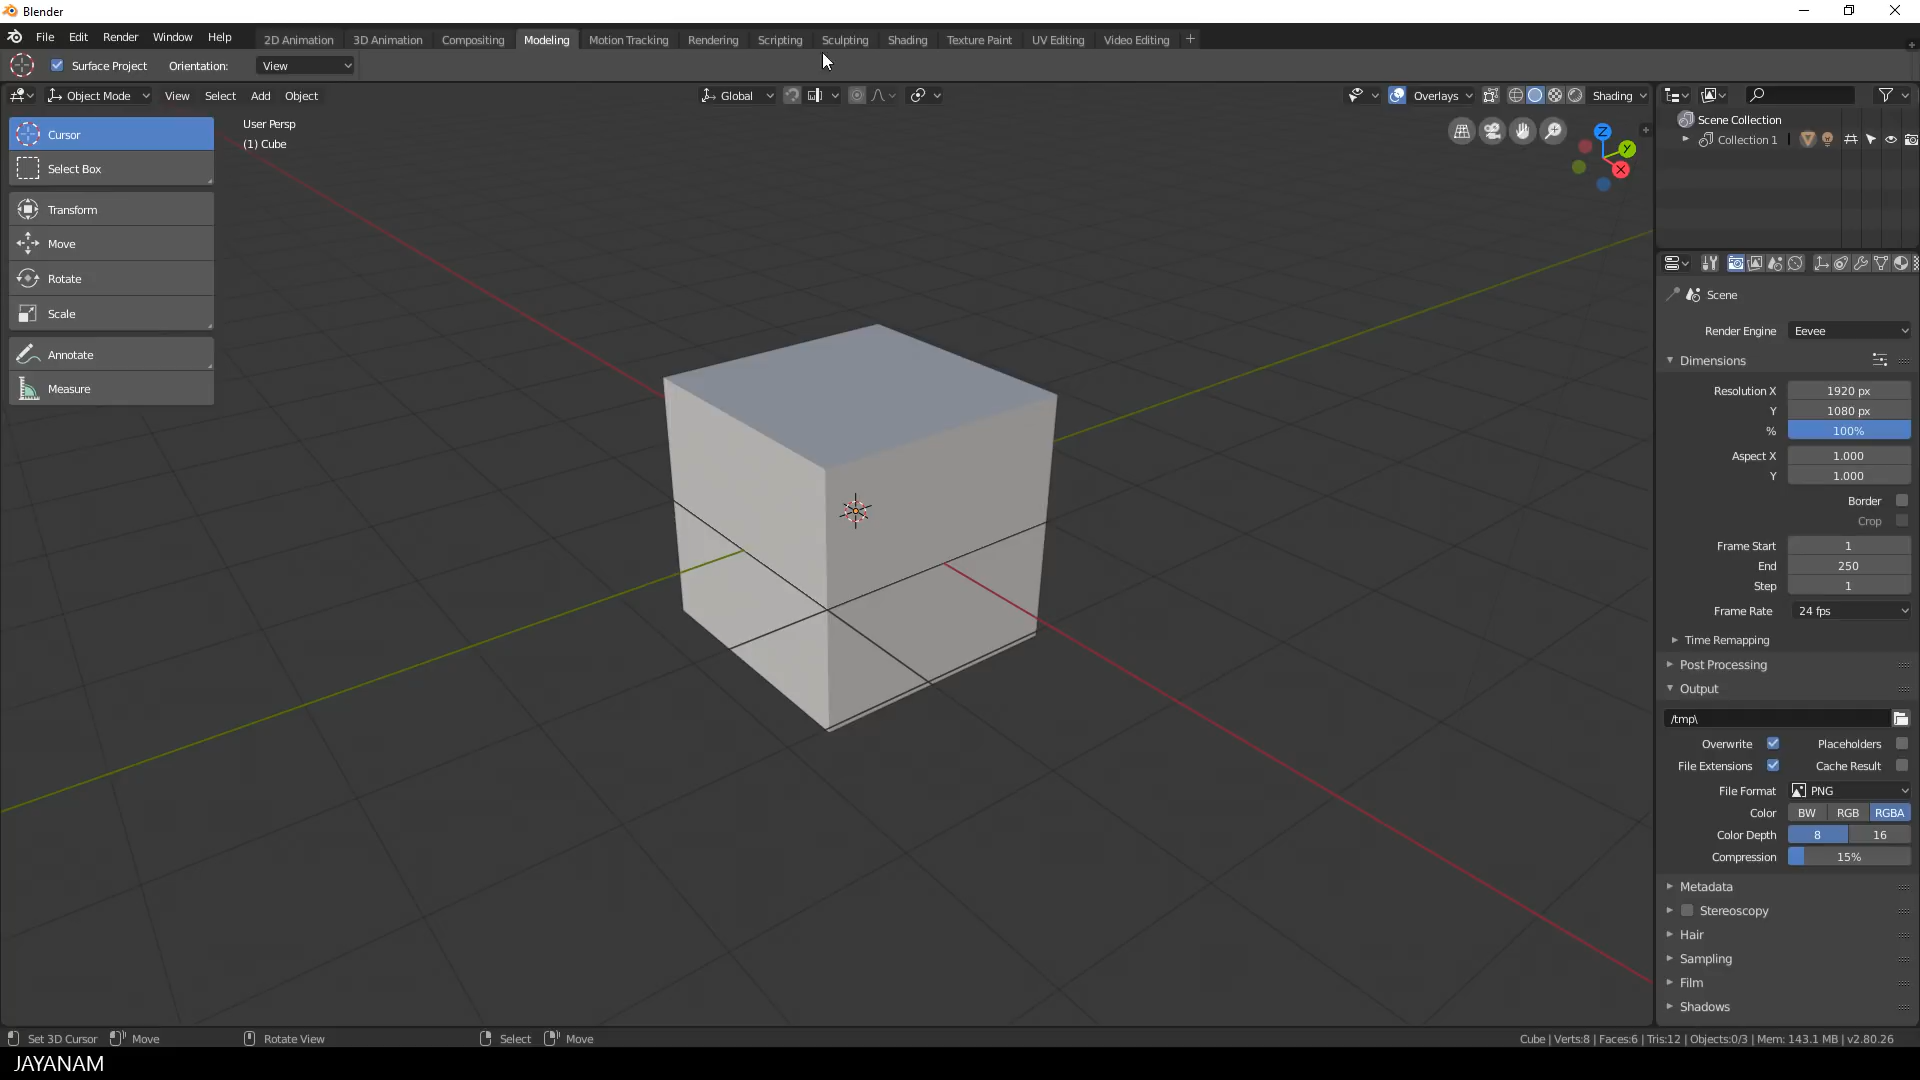 Blender
File Edit Render Window Help 2D Animation 3D Animation Compositing Modeling Motion Tracking Rendering Scripting Sculpting Shading Texture Paint UV Editing Video Editing +
Surface Project Orientation: View
Object Mode View Select Add Object Global Overlays Shading
Cursor
Select Box
Transform
Move
Rotate
Scale
Annotate
Measure
User Persp
(1) Cube
Z
Y
X
Scene Collection
Collection 1
Scene
Render Engine Eevee
Dimensions
Resolution X 1920 px
Y 1080 px
% 100%
Aspect X 1.000
Y 1.000
Border
Crop
Frame Start 1
End 250
Step 1
Frame Rate 24 fps
Time Remapping
Post Processing
Output
/tmp\
Overwrite Placeholders
File Extensions Cache Result
File Format PNG
Color BW RGB RGBA
Color Depth 8 16
Compression 15%
Metadata
Stereoscopy
Hair
Sampling
Film
Shadows
Set 3D Cursor Move Rotate View Select Move Cube | Verts:8 | Faces:6 | Tris:12 | Objects:0/3 | Mem: 143.1 MB | v2.80.26
JAYANAM